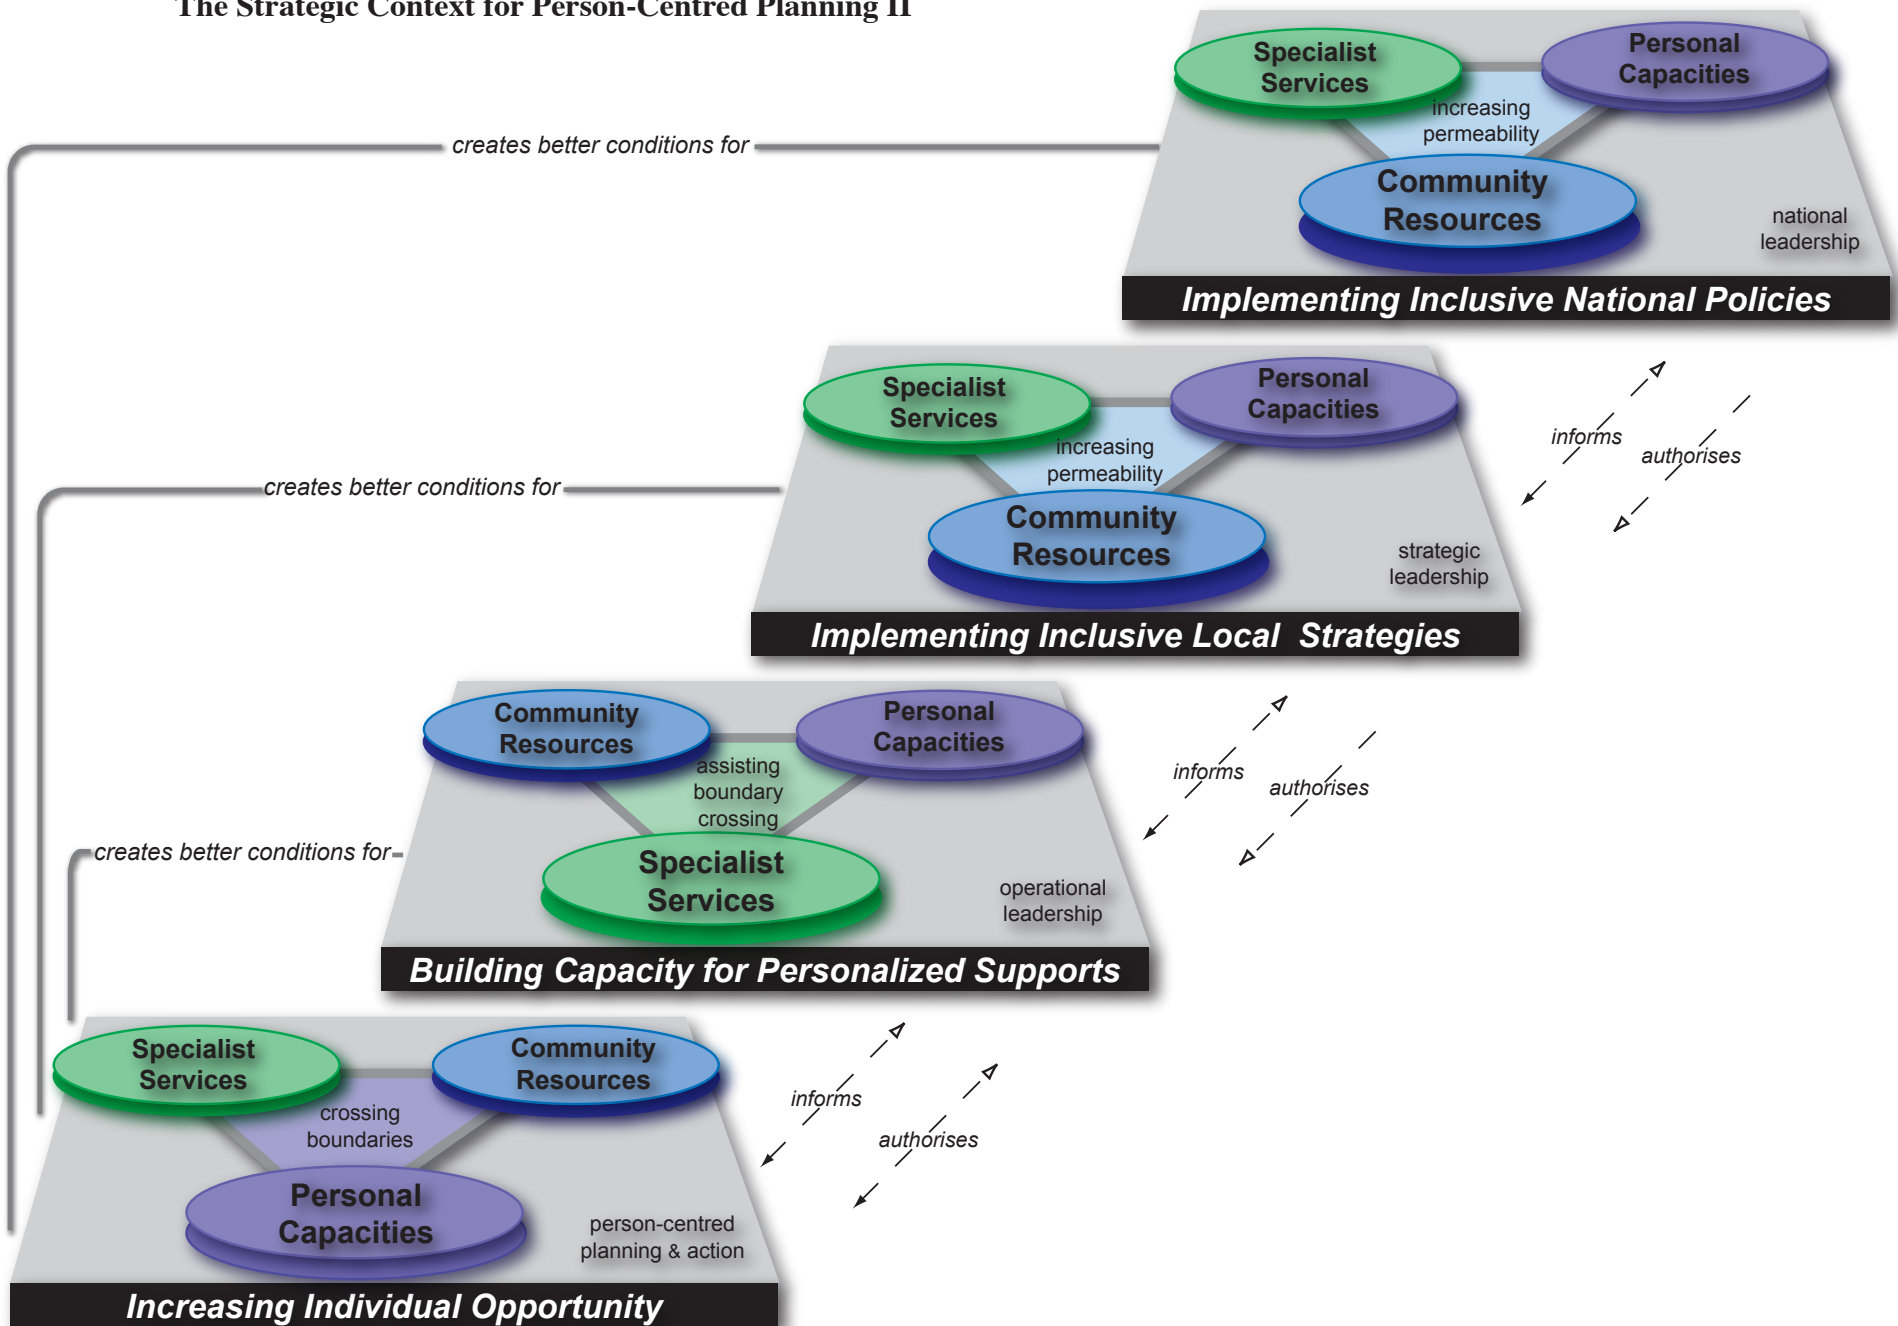 The Strategic Context for Person-Centred Planning II
Specialist
Services
Personal
Capacities
increasing
permeability
Community
Resources
national
leadership
Implementing Inclusive National Policies
creates better conditions for
Specialist
Services
Personal
Capacities
increasing
permeability
Community
Resources
strategic
leadership
Implementing Inclusive Local  Strategies
creates better conditions for
informs
authorises
Community
Resources
Personal
Capacities
assisting
boundary
crossing
Specialist
Services
operational
leadership
Building Capacity for Personalized Supports
creates better conditions for
informs
authorises
Specialist
Services
Community
Resources
crossing
boundaries
Personal
Capacities
person-centred
planning & action
Increasing Individual Opportunity
informs
authorises